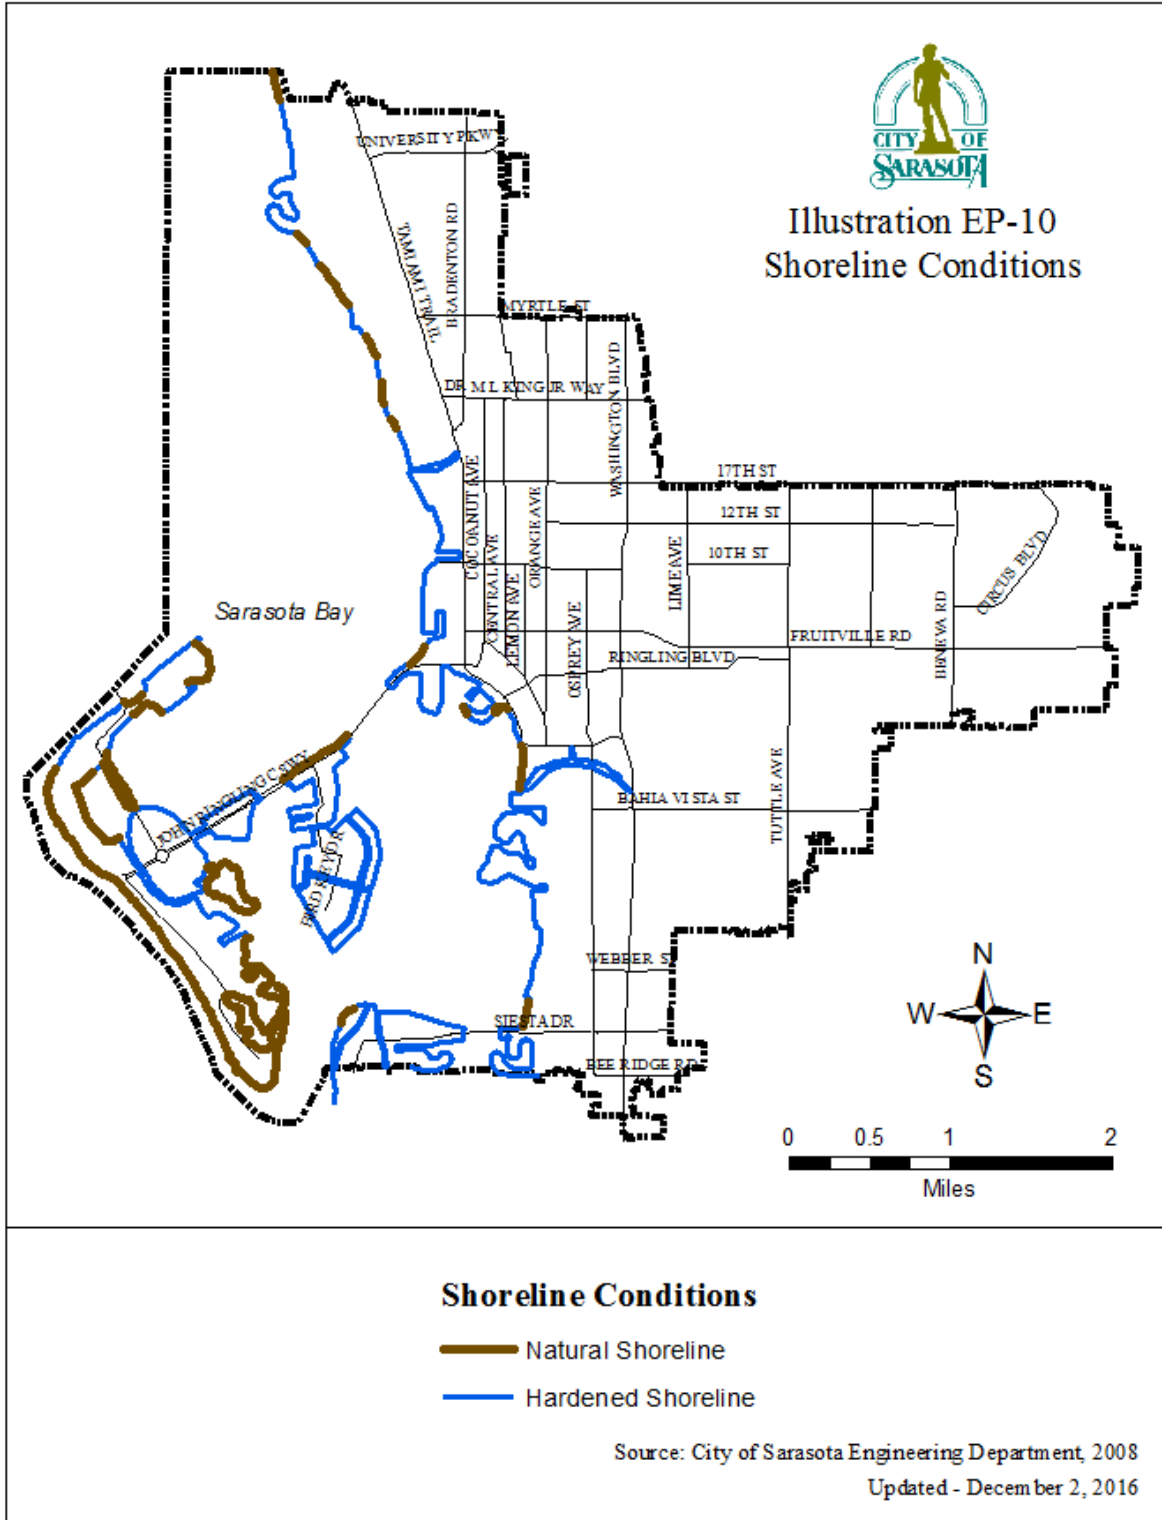 CITY OF
SARASOTA
Illustration EP-10
Shoreline Conditions
UNIVERSITY PKWY
TAMIAMI TRAIL
BRADENTON RD
MYRTLE ST
DR M L KING JR WAY
WASHINGTON BLVD
17TH ST
COCOANUT AVE
ORANGE AVE
12TH ST
CENTRAL AVE
LEMON AVE
10TH ST
LIME AVE
CIRCUS BLVD
Sarasota Bay
OSPREY AVE
FRUITVILLE RD
BENEVA RD
RINGLING BLVD
JOHN RINGLING CSWY
TUTTLE AVE
BAHIA VISTA ST
BIRD KEY DR
WEBBER ST
SIESTA DR
BEE RIDGE RD
N
W E
S
0 0.5 1 2
Miles
Shoreline Conditions
Natural Shoreline
Hardened Shoreline
Source: City of Sarasota Engineering Department, 2008
Updated - December 2, 2016